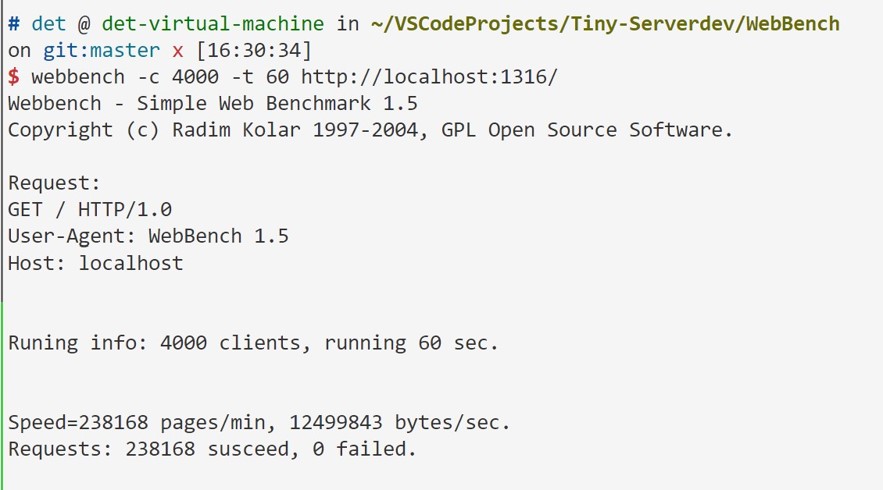 # det @ det-virtual-machine in ~/VSCodeProjects/Tiny-Serverdev/WebBench
on git:master x [16:30:34]
$ webbench -c 4000 -t 60 http://localhost:1316/
Webbench - Simple Web Benchmark 1.5
Copyright (c) Radim Kolar 1997-2004, GPL Open Source Software.
Request:
GET / HTTP/1.0
User-Agent: WebBench 1.5
Host: localhost
Runing info: 4000 clients, running 60 sec.
Speed=238168 pages/min, 12499843 bytes/sec.
Requests: 238168 susceed, 0 failed.